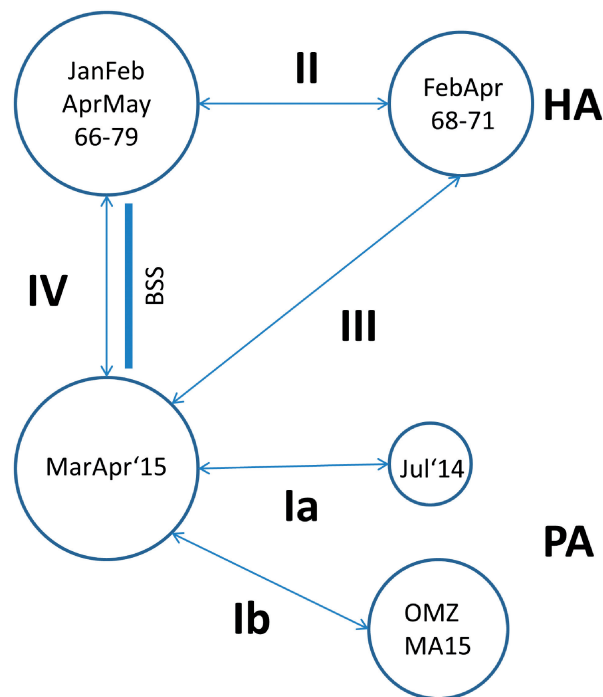 JanFeb
AprMay
66-79
II
FebApr
68-71
HA
IV
BSS
III
MarApr‘15
Jul‘14
Ia
PA
Ib
OMZ
MA15